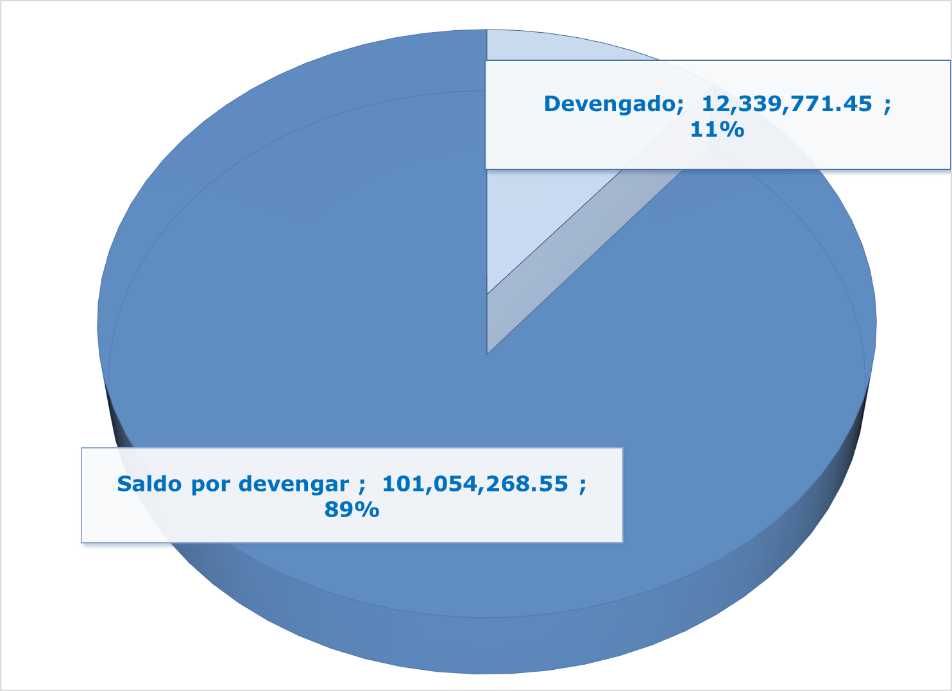 Devengado;  12,339,771.45 ;
11%
Saldo por devengar ;  101,054,268.55 ;
89%